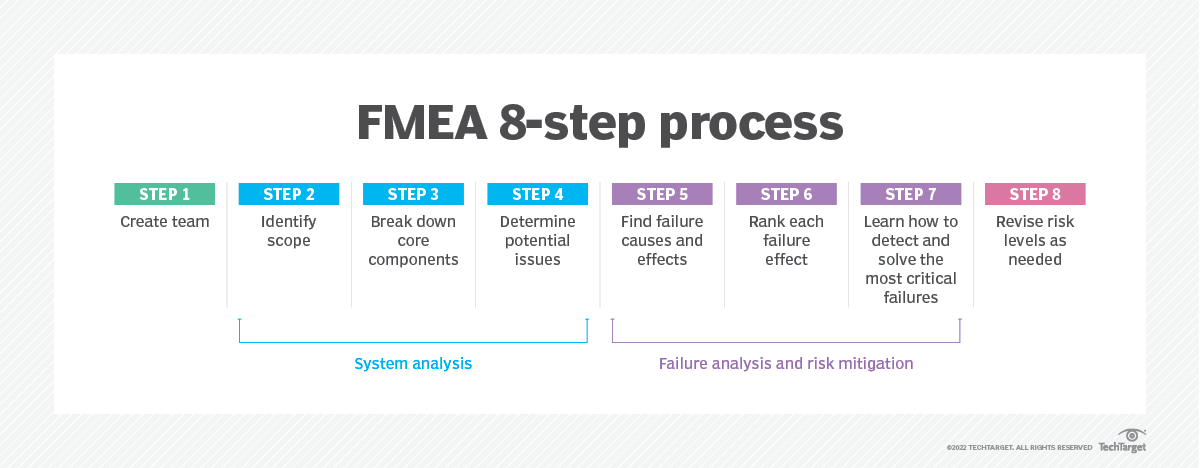 FMEA 8-step process
STEP 1
Create team
STEP 2
Identify
scope
STEP 3
Break down
core
components
STEP 4
Determine
potential
issues
STEP 5
Find failure
causes and
effects
STEP 6
Rank each
failure
effect
STEP 7
Learn how to
detect and
solve the
most critical
failures
STEP 8
Revise risk
levels as
needed
System analysis
Failure analysis and risk mitigation
©2022 TECHTARGET. ALL RIGHTS RESERVED
TechTarget